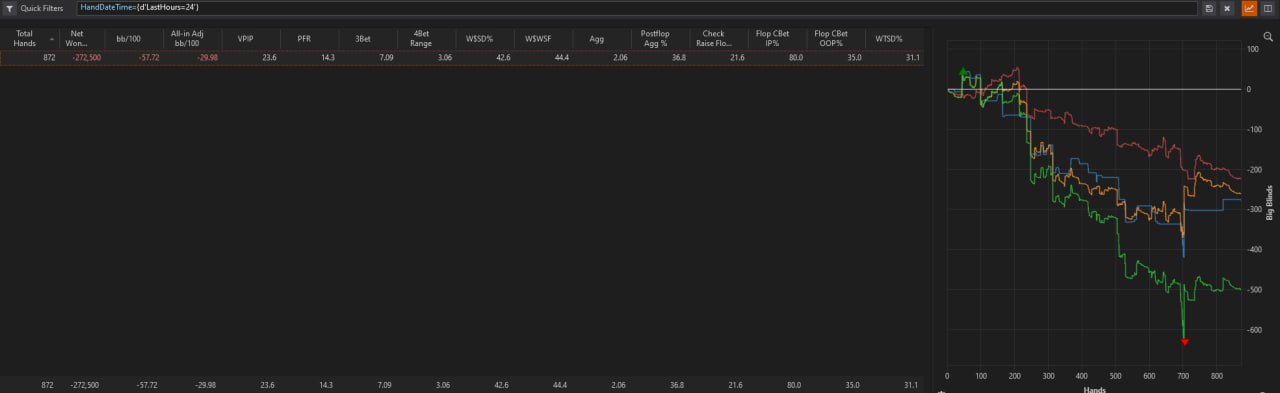 Quick Filters
HandDateTime={d'LastHours=24'}
Total Hands
Net Won...
bb/100
All-in Adj bb/100
VPIP
PFR
3Bet
4Bet Range
W$SD%
W$WSF
Agg
Postflop Agg %
Check Raise Flo...
Flop CBet IP%
Flop CBet OOP%
WTSD%
872 -272,500 -57.72 -29.98 23.6 14.3 7.09 3.06 42.6 44.4 2.06 36.8 21.6 80.0 35.0 31.1
872 -272,500 -57.72 -29.98 23.6 14.3 7.09 3.06 42.6 44.4 2.06 36.8 21.6 80.0 35.0 31.1
100
0
-100
-200
-300
-400
-500
-600
Big Blinds
0 100 200 300 400 500 600 700 800
Hands